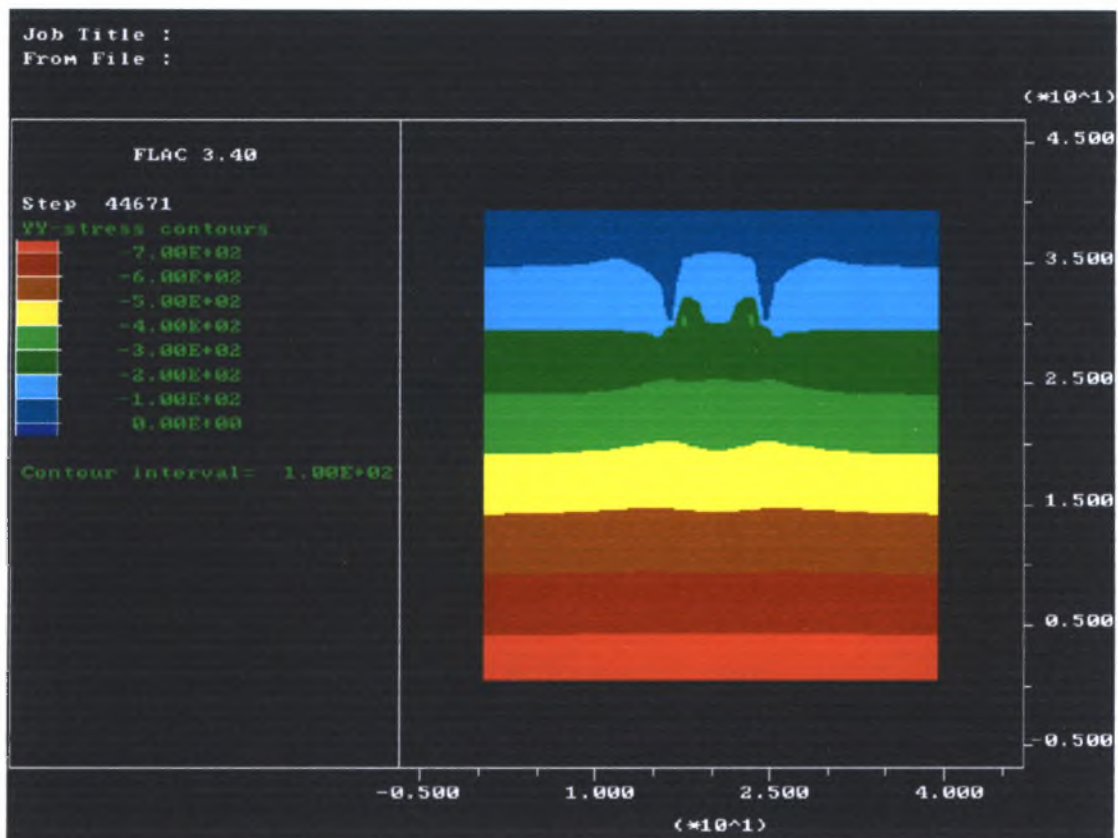 Job Title :
From File :
(*10^1)
FLAC 3.40
Step 44671
YY-stress contours
-7.00E+02
-6.00E+02
-5.00E+02
-4.00E+02
-3.00E+02
-2.00E+02
-1.00E+02
0.00E+00
Contour interval= 1.00E+02
4.500
3.500
2.500
1.500
0.500
-0.500
-0.500 1.000 2.500 4.000
(*10^1)